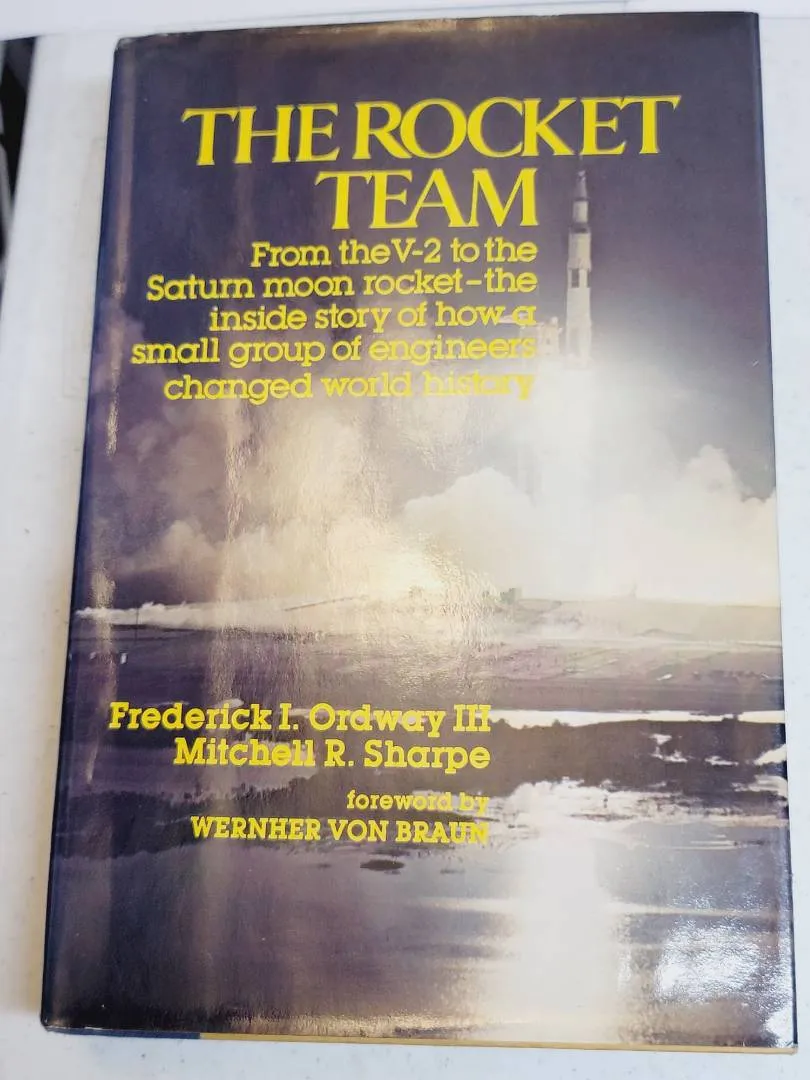 THE ROCKET
TEAM
From the V-2 to the
Saturn moon rocket–the
inside story of how a
small group of engineers
changed world history
Frederick I. Ordway III
Mitchell R. Sharpe
foreword by
WERNHER VON BRAUN